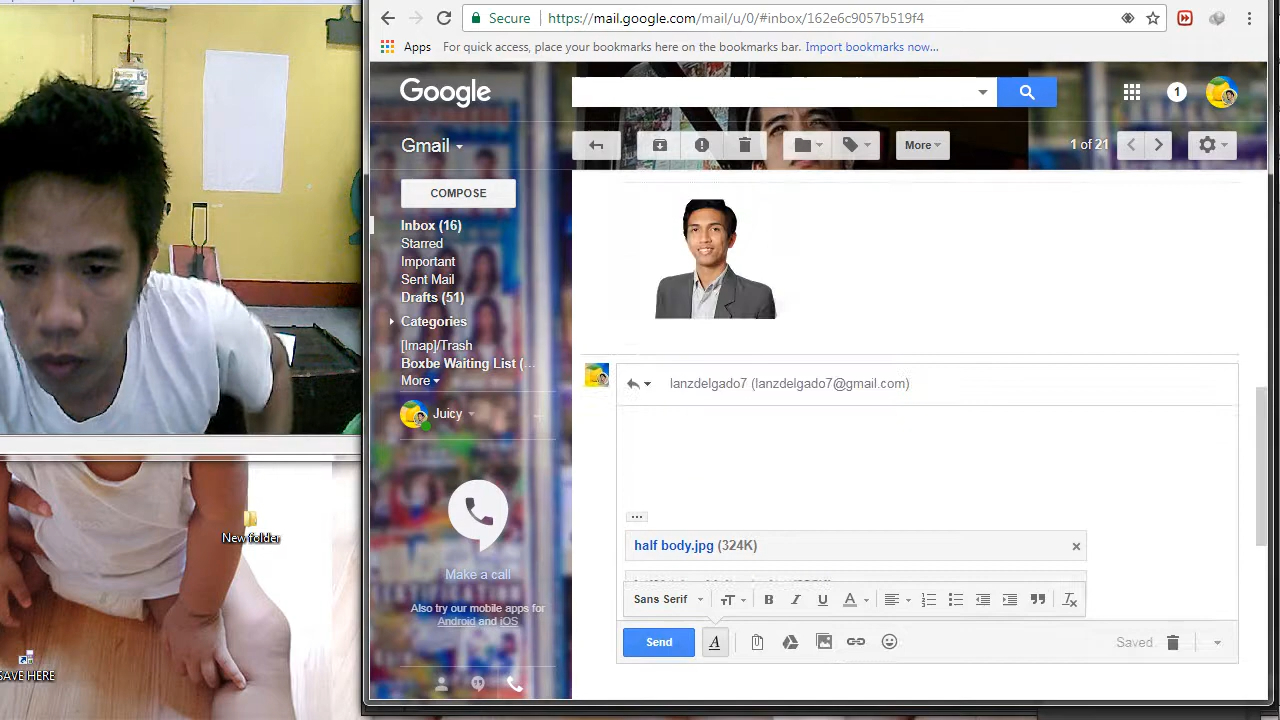 Secure
https://mail.google.com/mail/u/0/#inbox/162e6c9057b519f4
Apps
For quick access, place your bookmarks here on the bookmarks bar. Import bookmarks now...
Google
1
Gmail
More
1 of 21
COMPOSE
Inbox (16)
Starred
Important
Sent Mail
Drafts (51)
Categories
[Imap]/Trash
Boxbe Waiting List (...
More
lanzdelgado7 (lanzdelgado7@gmail.com)
Juicy
New folder
half body.jpg (324K)
Make a call
Also try our mobile apps for
Android and iOS
Sans Serif
Send
Saved
SAVE HERE